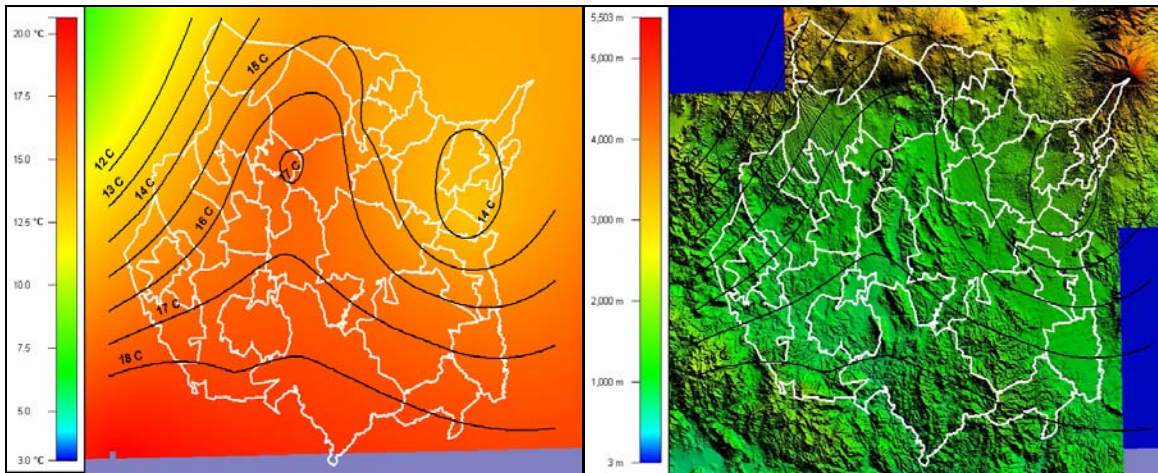 20.0 °C
17.5
15.0
12.5
10.0
7.5
5.0
3.0 °C
12 C
13 C
14 C
15 C
16 C
17 C
17 C
18 C
14 C
5,503 m
5,000 m
4,000 m
3,000 m
2,000 m
1,000 m
3 m